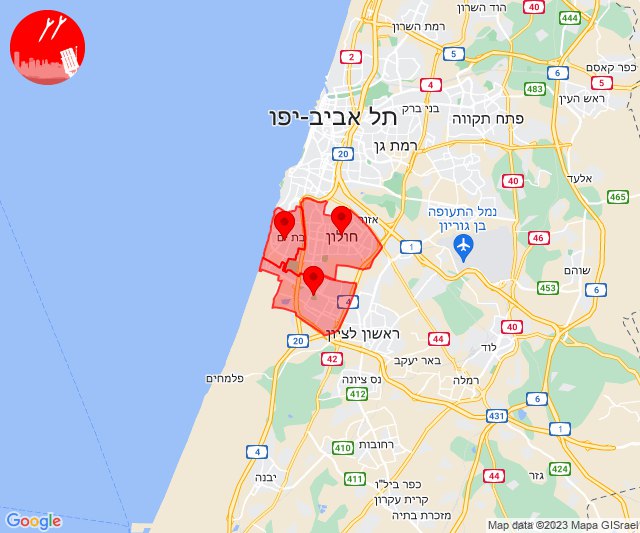 הוד השרון
40
444
רמת השרון
2
5
6
4
כפר קאסם
5
483
ראש העין
בני ברק
תל אביב-יפו
פתח תקווה
20
רמת גן
40
אלעד
465
נמל התעופה
בן גוריון
אזור
חולון
בת ים
1
46
שוהם
453
6
4
ראשון לציון
40
20
44
לוד
42
באר יעקב
פלמחים
נס ציונה
412
רמלה
6
431
1
4
410
רחובות
יבנה
411
כפר ביל"ו
44
גזר
424
קרית עקרון
3
מזכרת בתיה
Google
Map data ©2023 Mapa GISrael